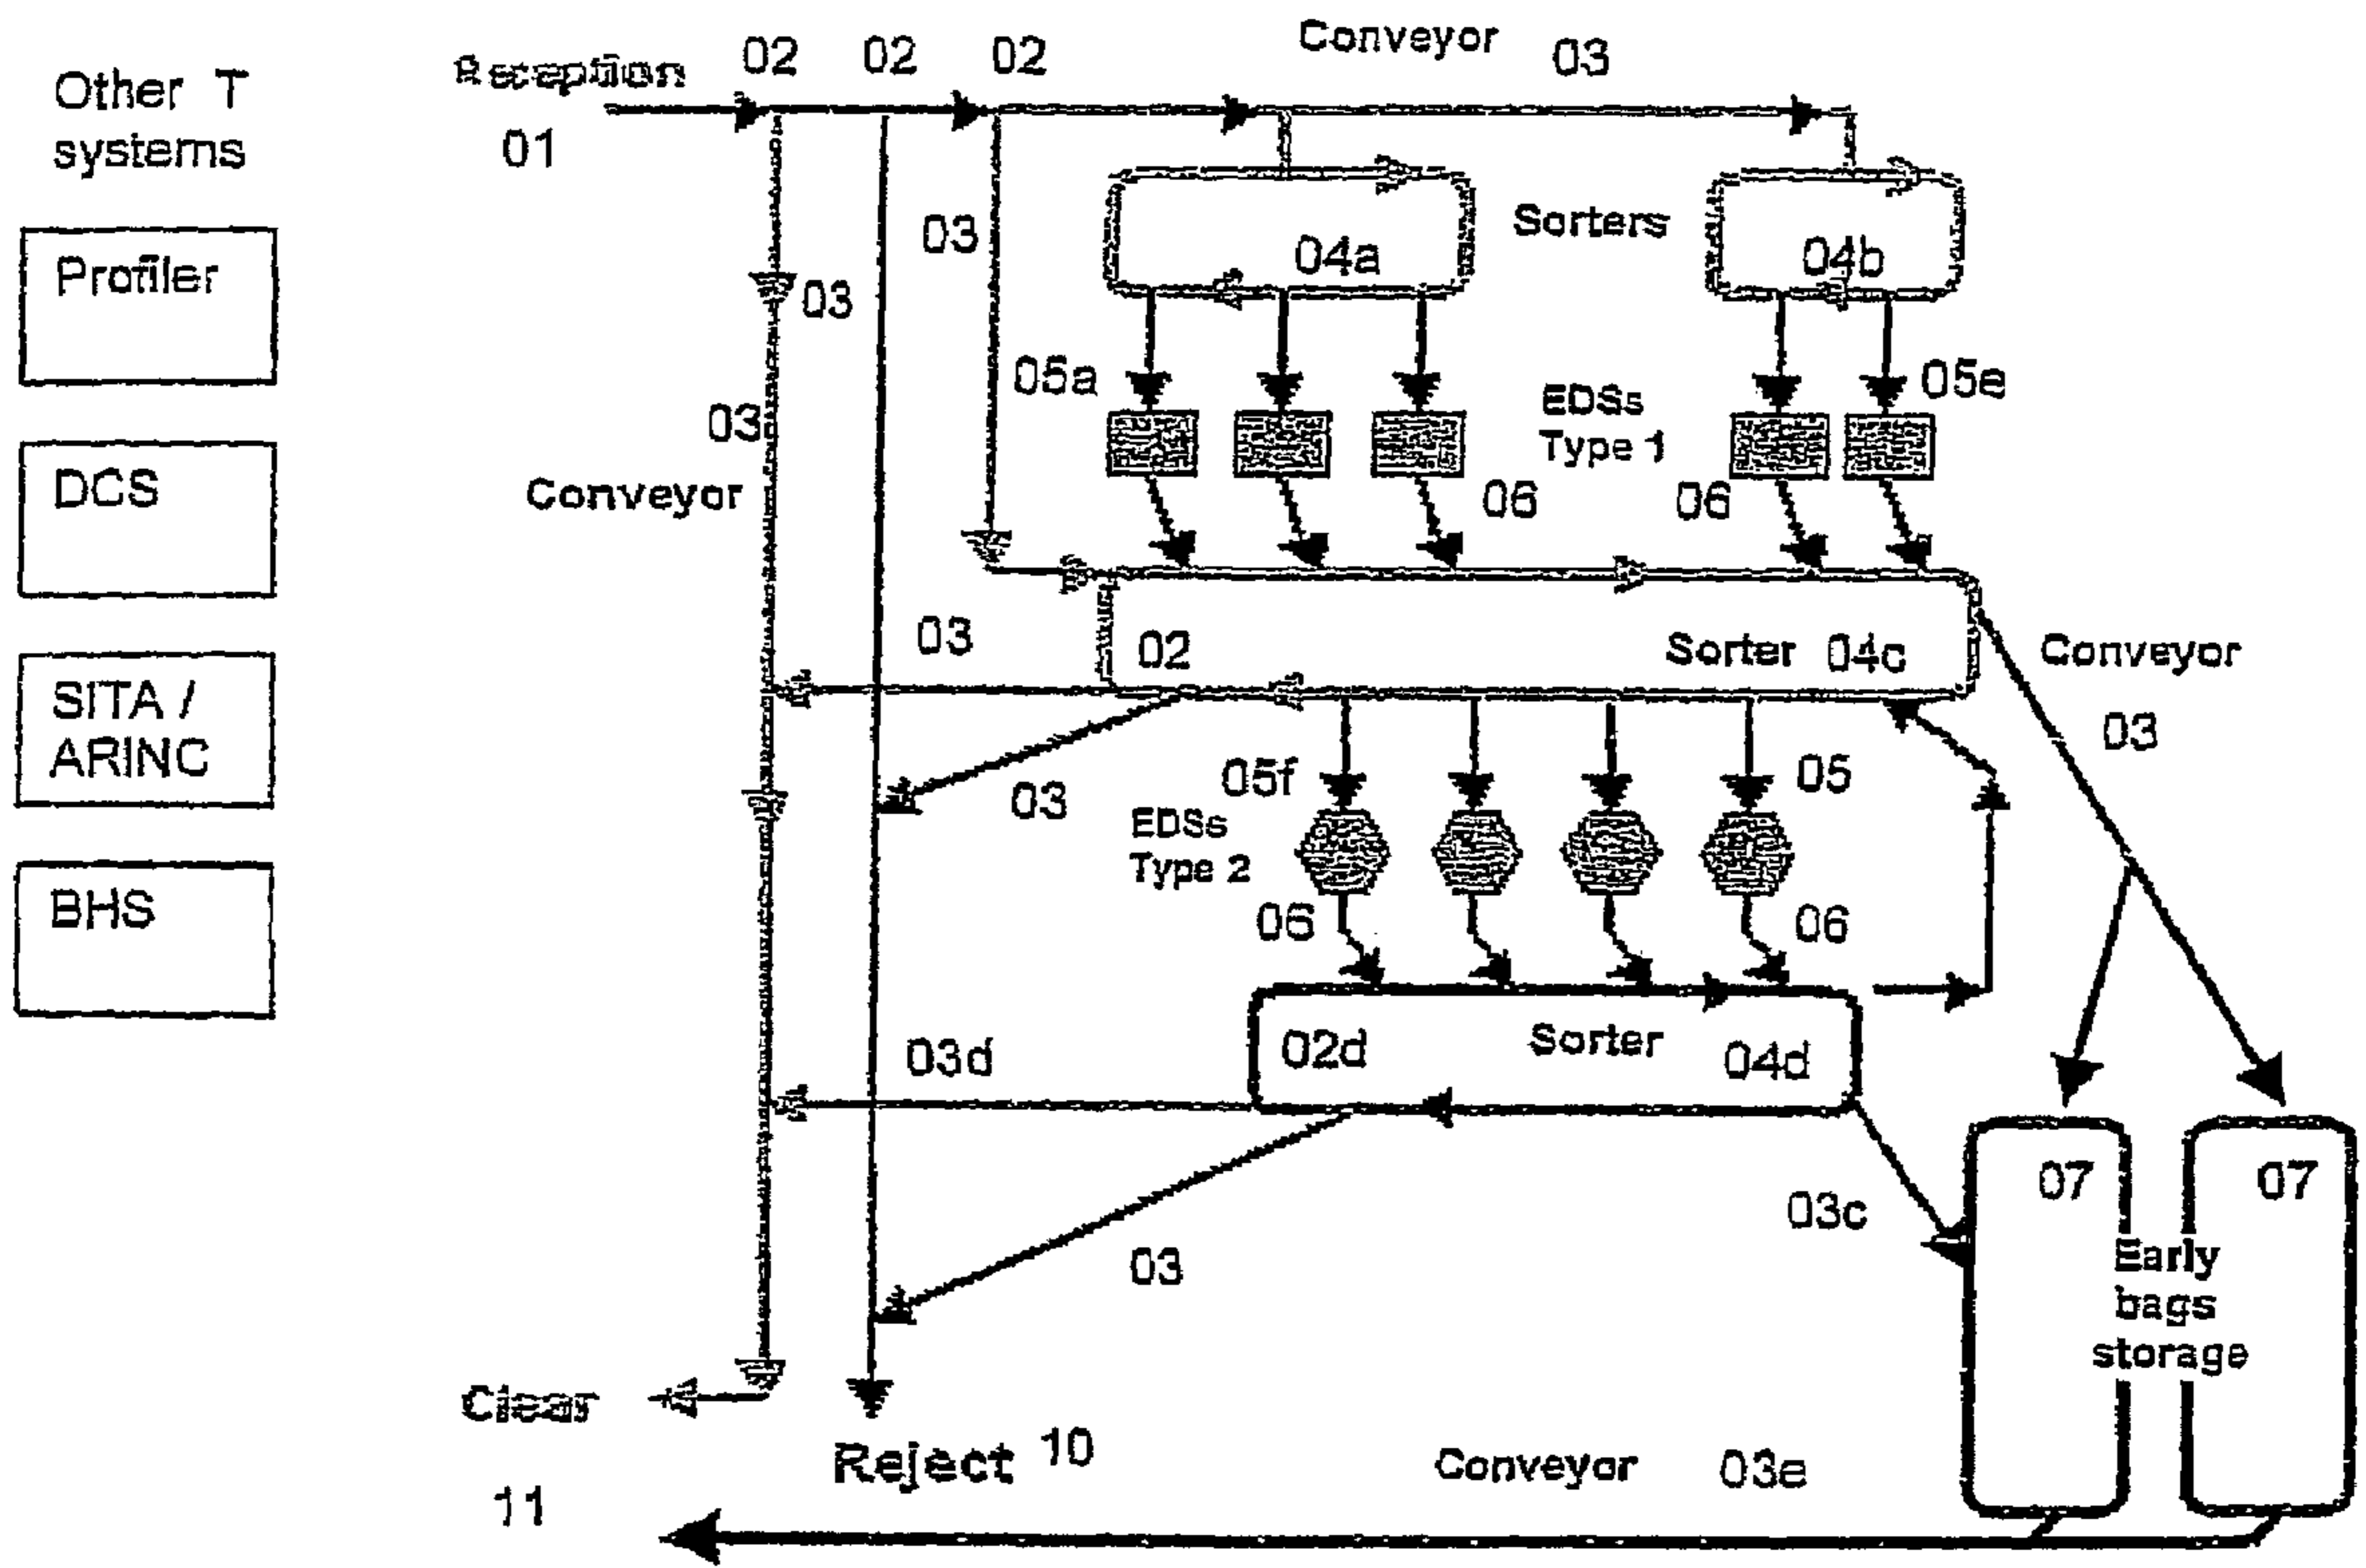 Other T
systems
Profiler
DCS
SITA /
ARINC
BHS
Reception
01
02
02
02
Conveyor
03
03
03
03
Conveyor
04a
Sorters
04b
05a
EDSs
Type 1
05e
06
06
03
02
Sorter 04c
Conveyor
03
03
05f
05
EDSs
Type 2
06
06
03d
02d
Sorter
04d
03c
03
07
07
Early
bags
storage
Clear
11
Reject 10
Conveyor
03e